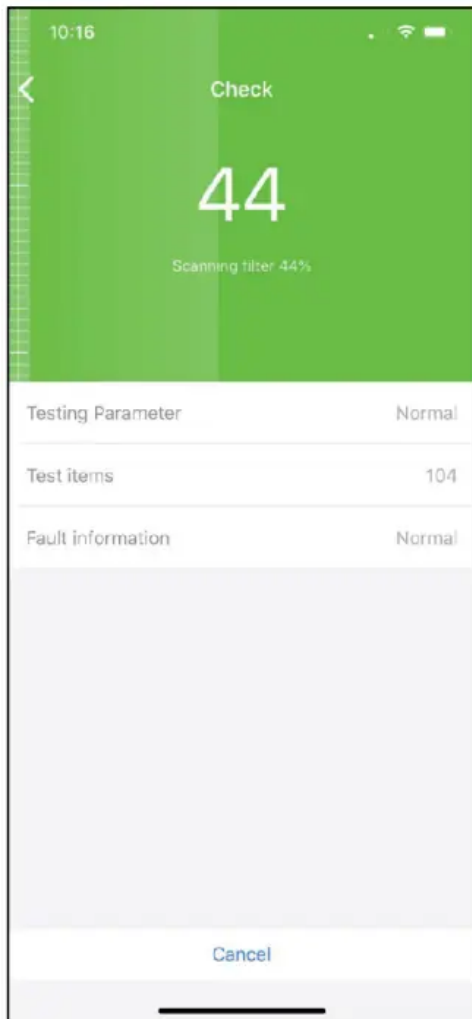 10:16
Check
44
Scanning filter 44%
Testing Parameter Normal
Test items 104
Fault information Normal
Cancel